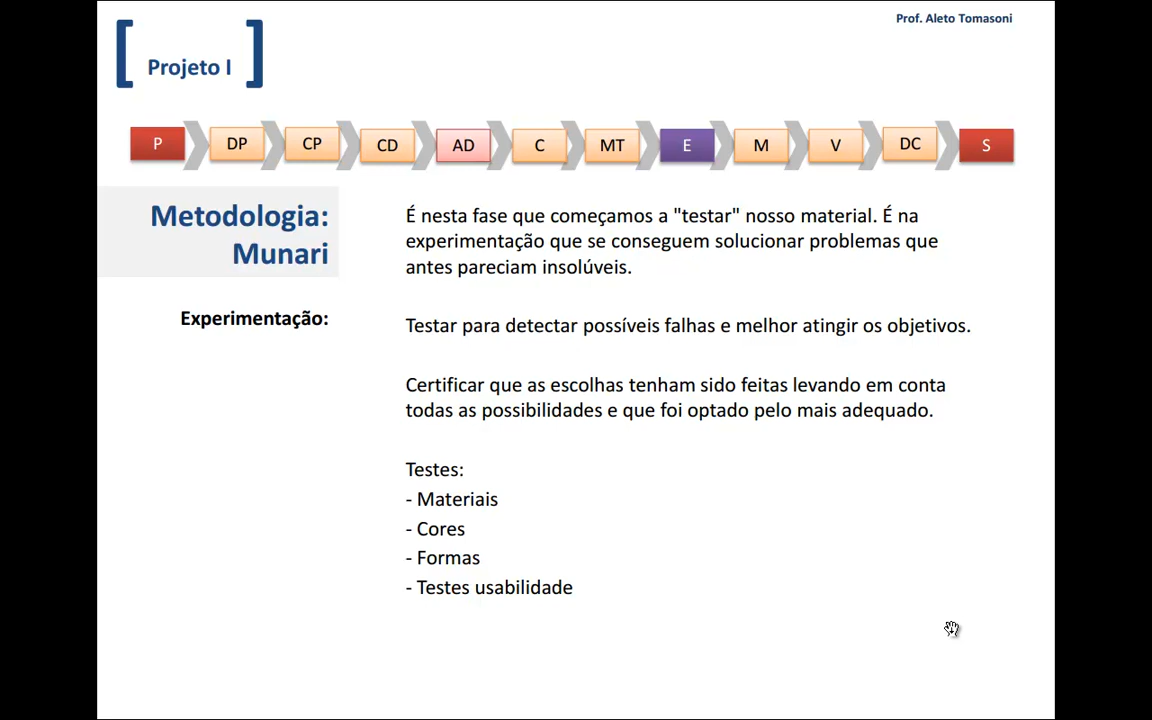 Prof. Aleto Tomasoni
Projeto I
P DP CP CD AD C MT E M V DC S
Metodologia:
Munari
Experimentação:
É nesta fase que começamos a "testar" nosso material. É na
experimentação que se conseguem solucionar problemas que
antes pareciam insolúveis.
Testar para detectar possíveis falhas e melhor atingir os objetivos.
Certificar que as escolhas tenham sido feitas levando em conta
todas as possibilidades e que foi optado pelo mais adequado.
Testes:
- Materiais
- Cores
- Formas
- Testes usabilidade